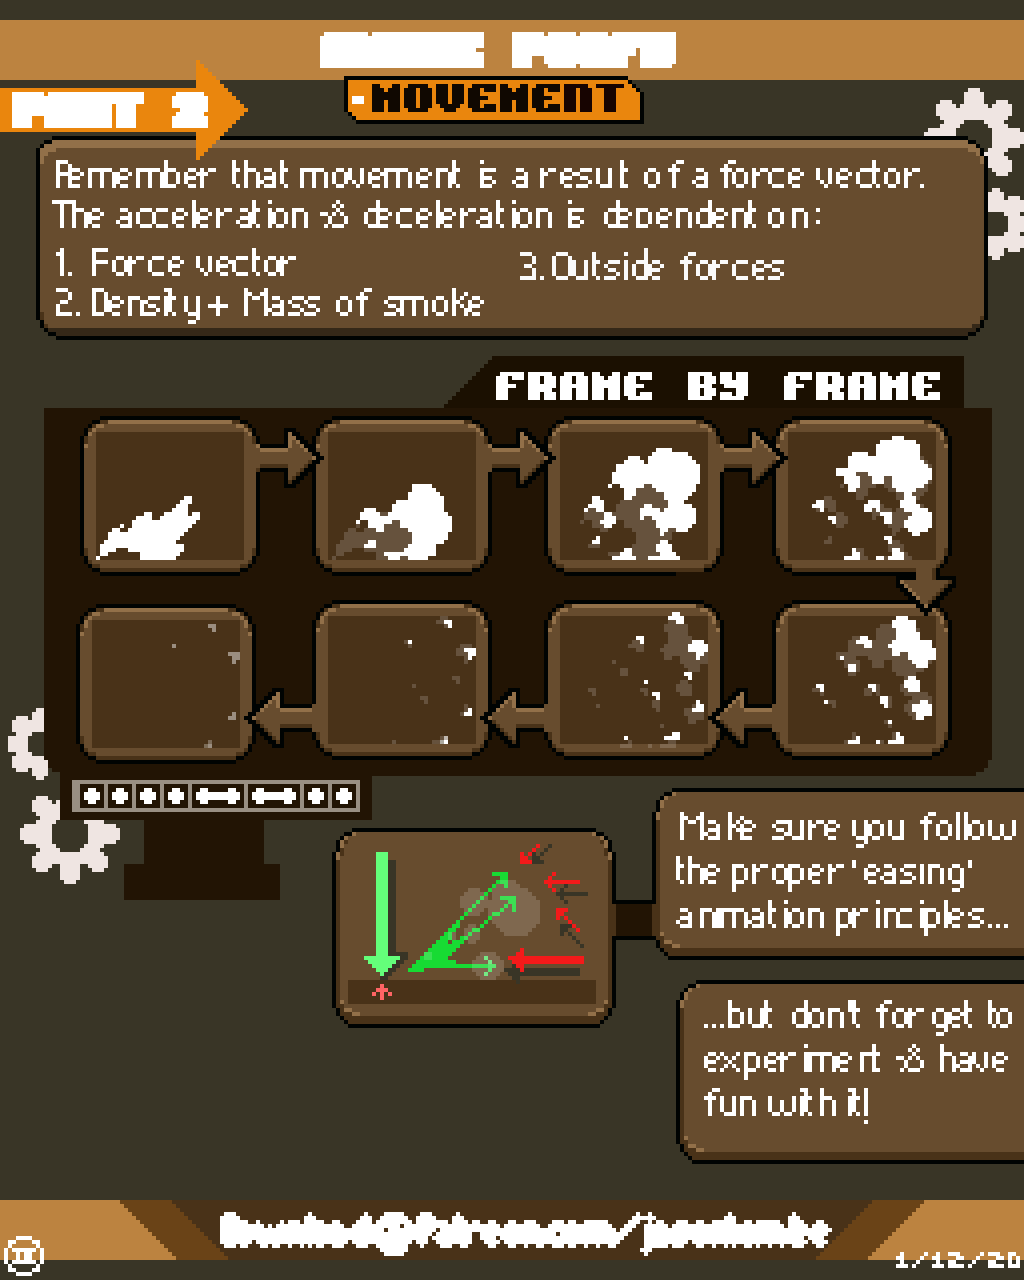 PART 2
-MOVEMENT
Remember that movement is a result of a force vector.
The acceleration & deceleration is dependent on:
1. Force vector
2. Density + Mass of smoke
3. Outside forces
FRAME BY FRAME
Make sure you follow
the proper 'easing'
animation principles...
...but don't forget to
experiment & have
fun with it!
1/12/20